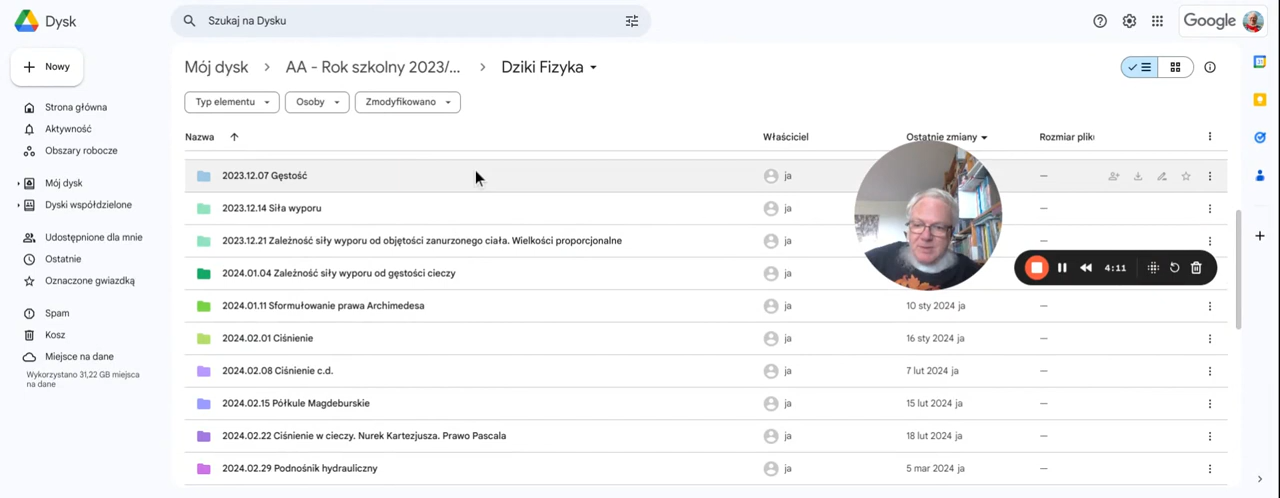 Dysk
Szukaj na Dysku
Google
Nowy
Mój dysk > AA - Rok szkolny 2023/... > Dziki Fizyka
Typ elementu
Osoby
Zmodyfikowano
Strona główna
Aktywność
Obszary robocze
Mój dysk
Dyski współdzielone
Udostępnione dla mnie
Ostatnie
Oznaczone gwiazdką
Spam
Kosz
Miejsce na dane
Wykorzystano 31,22 GB miejsca
na dane
Nazwa Właściciel Ostatnie zmiany Rozmiar pliku
2023.12.07 Gęstość ja —
2023.12.14 Siła wyporu ja —
2023.12.21 Zależność siły wyporu od objętości zanurzonego ciała. Wielkości proporcjonalne ja —
2024.01.04 Zależność siły wyporu od gęstości cieczy ja
4:11
2024.01.11 Sformułowanie prawa Archimedesa ja 10 sty 2024 ja —
2024.02.01 Ciśnienie ja 16 sty 2024 ja —
2024.02.08 Ciśnienie c.d. ja 7 lut 2024 ja —
2024.02.15 Półkule Magdeburskie ja 15 lut 2024 ja —
2024.02.22 Ciśnienie w cieczy. Nurek Kartezjusza. Prawo Pascala ja 18 lut 2024 ja —
2024.02.29 Podnośnik hydrauliczny ja 5 mar 2024 ja —